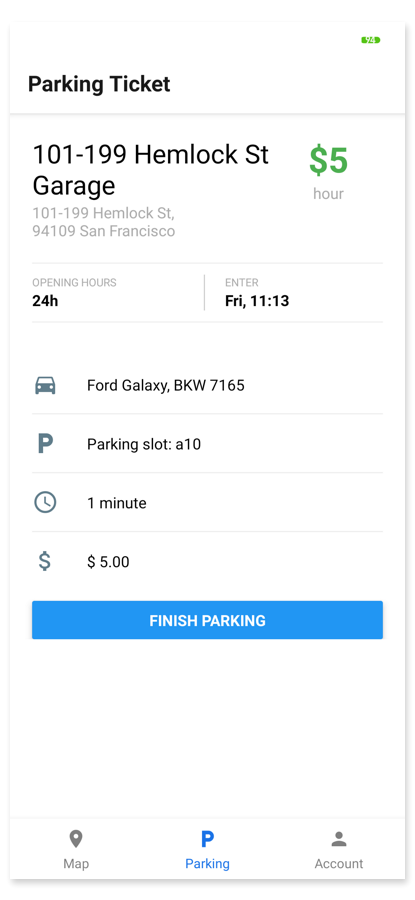 94
Parking Ticket
101-199 Hemlock St
Garage
$5
hour
101-199 Hemlock St,
94109 San Francisco
OPENING HOURS
24h
ENTER
Fri, 11:13
Ford Galaxy, BKW 7165
P
Parking slot: a10
1 minute
$
$ 5.00
FINISH PARKING
P
Map
Parking
Account